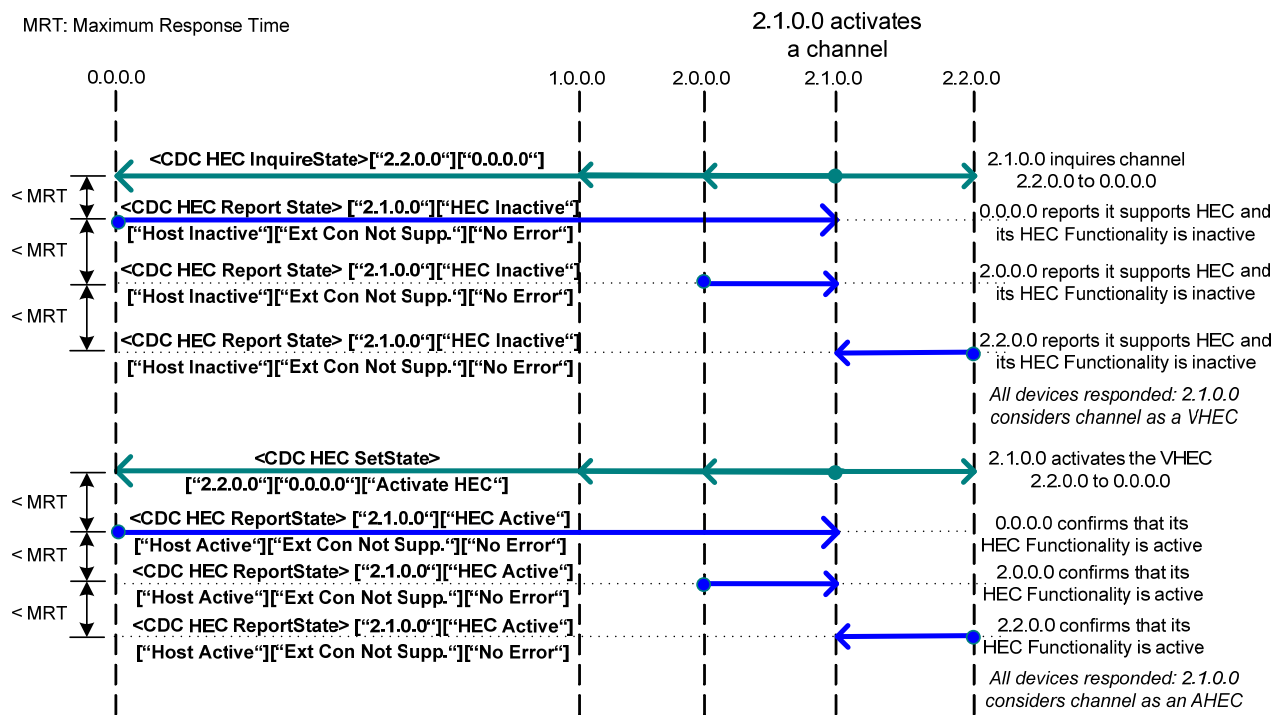 MRT: Maximum Response Time
2.1.0.0 activates
a channel
0.0.0.0
1.0.0.0
2.0.0.0
2.1.0.0
2.2.0.0
<CDC HEC InquireState>[“2.2.0.0“][“0.0.0.0“]
2.1.0.0 inquires channel
2.2.0.0 to 0.0.0.0
< MRT
<CDC HEC Report State> [“2.1.0.0“][“HEC Inactive“]
[“Host Inactive“][“Ext Con Not Supp.“][“No Error“]
0.0.0.0 reports it supports HEC and
its HEC Functionality is inactive
< MRT
<CDC HEC Report State> [“2.1.0.0“][“HEC Inactive“]
[“Host Inactive“][“Ext Con Not Supp.“][“No Error“]
2.0.0.0 reports it supports HEC and
its HEC Functionality is inactive
< MRT
<CDC HEC Report State> [“2.1.0.0“][“HEC Inactive“]
[“Host Inactive“][“Ext Con Not Supp.“][“No Error“]
2.2.0.0 reports it supports HEC and
its HEC Functionality is inactive
All devices responded: 2.1.0.0
considers channel as a VHEC
<CDC HEC SetState>
[“2.2.0.0“][“0.0.0.0“][“Activate HEC“]
2.1.0.0 activates the VHEC
2.2.0.0 to 0.0.0.0
< MRT
<CDC HEC ReportState> [“2.1.0.0“][“HEC Active“]
[“Host Active“][“Ext Con Not Supp.“][“No Error“]
0.0.0.0 confirms that its
HEC Functionality is active
< MRT
<CDC HEC ReportState> [“2.1.0.0“][“HEC Active“]
[“Host Active“][“Ext Con Not Supp.“][“No Error“]
2.0.0.0 confirms that its
HEC Functionality is active
< MRT
<CDC HEC ReportState> [“2.1.0.0“][“HEC Active“]
[“Host Active“][“Ext Con Not Supp.“][“No Error“]
2.2.0.0 confirms that its
HEC Functionality is active
All devices responded: 2.1.0.0
considers channel as an AHEC